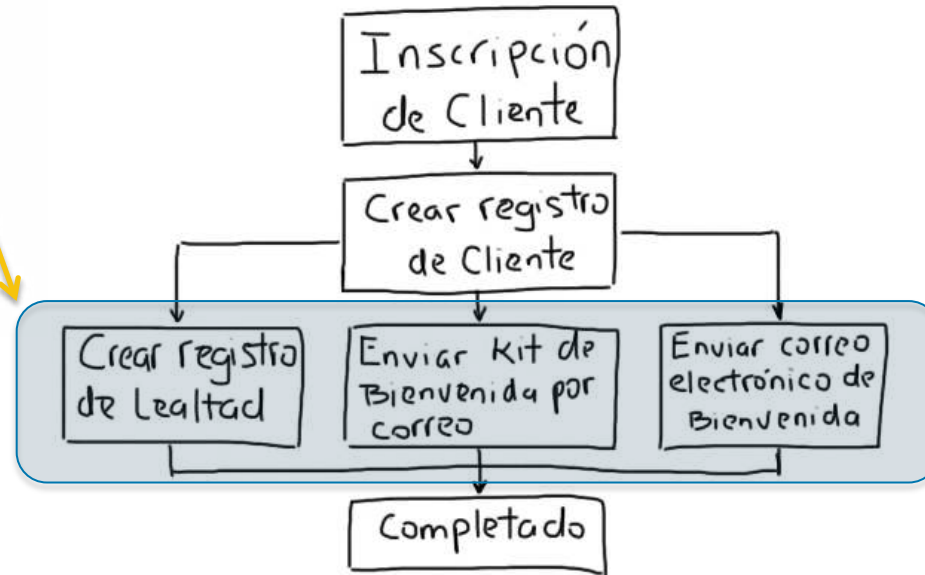 Inscripción
de Cliente
Crear registro
de Cliente
Crear registro
de Lealtad
Enviar Kit de
Bienvenida por
correo
Enviar correo
electrónico de
Bienvenida
Completado